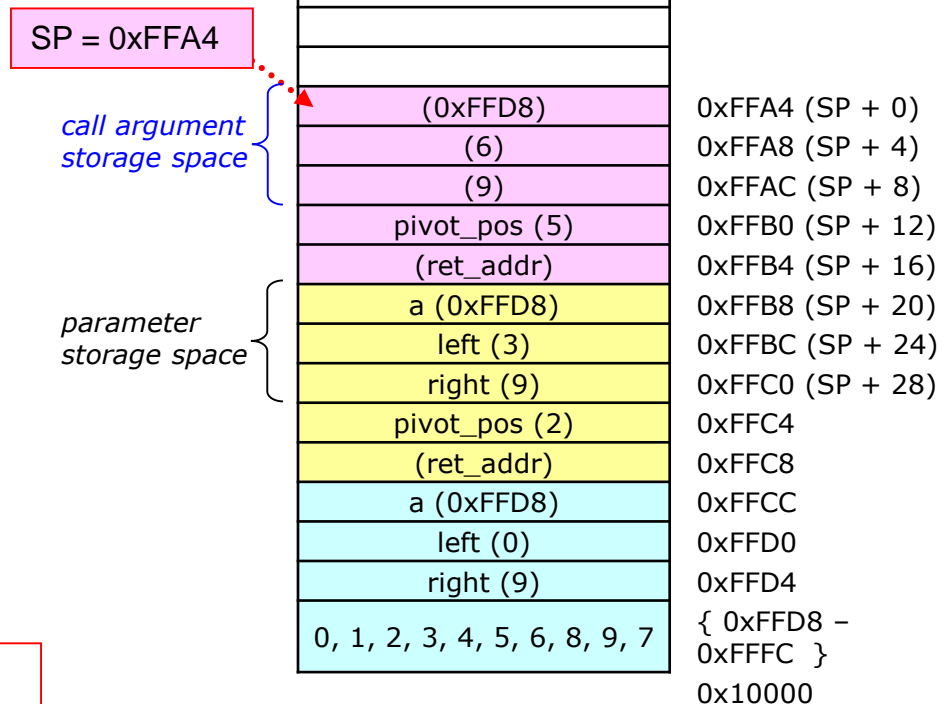 SP = 0xFFA4
call argument
storage space
(0xFFD8) 0xFFA4 (SP + 0)
(6) 0xFFA8 (SP + 4)
(9) 0xFFAC (SP + 8)
pivot_pos (5) 0xFFB0 (SP + 12)
(ret_addr) 0xFFB4 (SP + 16)
parameter
storage space
a (0xFFD8) 0xFFB8 (SP + 20)
left (3) 0xFFBC (SP + 24)
right (9) 0xFFC0 (SP + 28)
pivot_pos (2) 0xFFC4
(ret_addr) 0xFFC8
a (0xFFD8) 0xFFCC
left (0) 0xFFD0
right (9) 0xFFD4
0, 1, 2, 3, 4, 5, 6, 8, 9, 7 { 0xFFD8 –
0xFFFC }
0x10000